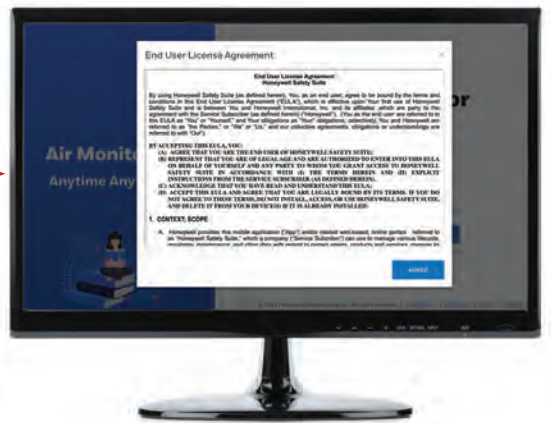 End User License Agreement
×
End User License Agreement
Honeywell Safety Suite
By using Honeywell Safety Suite (as defined herein), You, as an end user, agree to be bound by the terms and
conditions in this End User License Agreement ("EULA"), which is effective upon Your first use of Honeywell
Safety Suite and is between You and Honeywell International, Inc. and its affiliates ,which are party to the
agreement with the Service Subscriber (as defined herein) ("Honeywell"). (You as the end user are referred to in
this EULA as "You" or "Yourself," and Your obligations as "Your" obligations, collectively). You and Honeywell are
referred to as "the Parties," or "We" or "Us," and our collective agreements, obligations or understandings are
referred to with "Our").
BY ACCEPTING THIS EULA, YOU:
(A) AGREE THAT YOU ARE THE END USER OF HONEYWELL SAFETY SUITE;
(B) REPRESENT THAT YOU ARE OF LEGAL AGE AND ARE AUTHORIZED TO ENTER INTO THIS EULA
ON BEHALF OF YOURSELF AND ANY PARTY TO WHOM YOU GRANT ACCESS TO HONEYWELL
SAFETY SUITE IN ACCORDANCE WITH (I) THE TERMS HEREIN AND (II) EXPLICIT
INSTRUCTIONS FROM THE SERVICE SUBSCRIBER (AS DEFINED HEREIN);
(C) ACKNOWLEDGE THAT YOU HAVE READ AND UNDERSTAND THIS EULA;
(D) ACCEPT THIS EULA AND AGREE THAT YOU ARE LEGALLY BOUND BY ITS TERMS. IF YOU DO
NOT AGREE TO THESE TERMS, DO NOT INSTALL, ACCESS, OR USE HONEYWELL SAFETY SUITE,
AND DELETE IT FROM YOUR DEVICE(S) IF IT IS ALREADY INSTALLED.
1. CONTEXT; SCOPE
A. Honeywell provides the mobile application ("App") and/or related web-based, online portals referred to
as "Honeywell Safety Suite," which a company ("Service Subscriber") can use to manage various lifecycle,
AGREE
Air Monito
Anytime Any
or